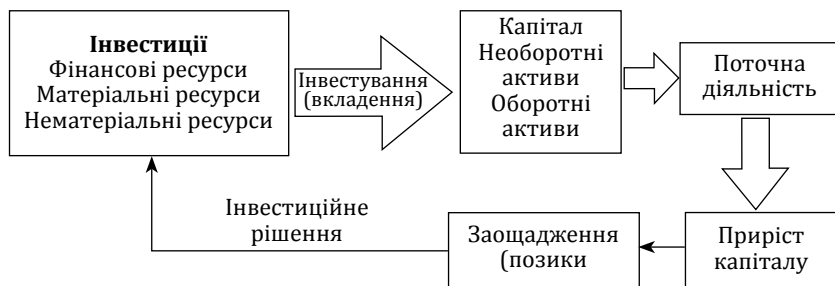 Інвестиції
Фінансові ресурси
Матеріальні ресурси
Нематеріальні ресурси
Інвестування
(вкладення)
Капітал
Необоротні
активи
Оборотні
активи
Поточна
діяльність
Інвестиційне
рішення
Заощадження
(позики
Приріст
капіталу